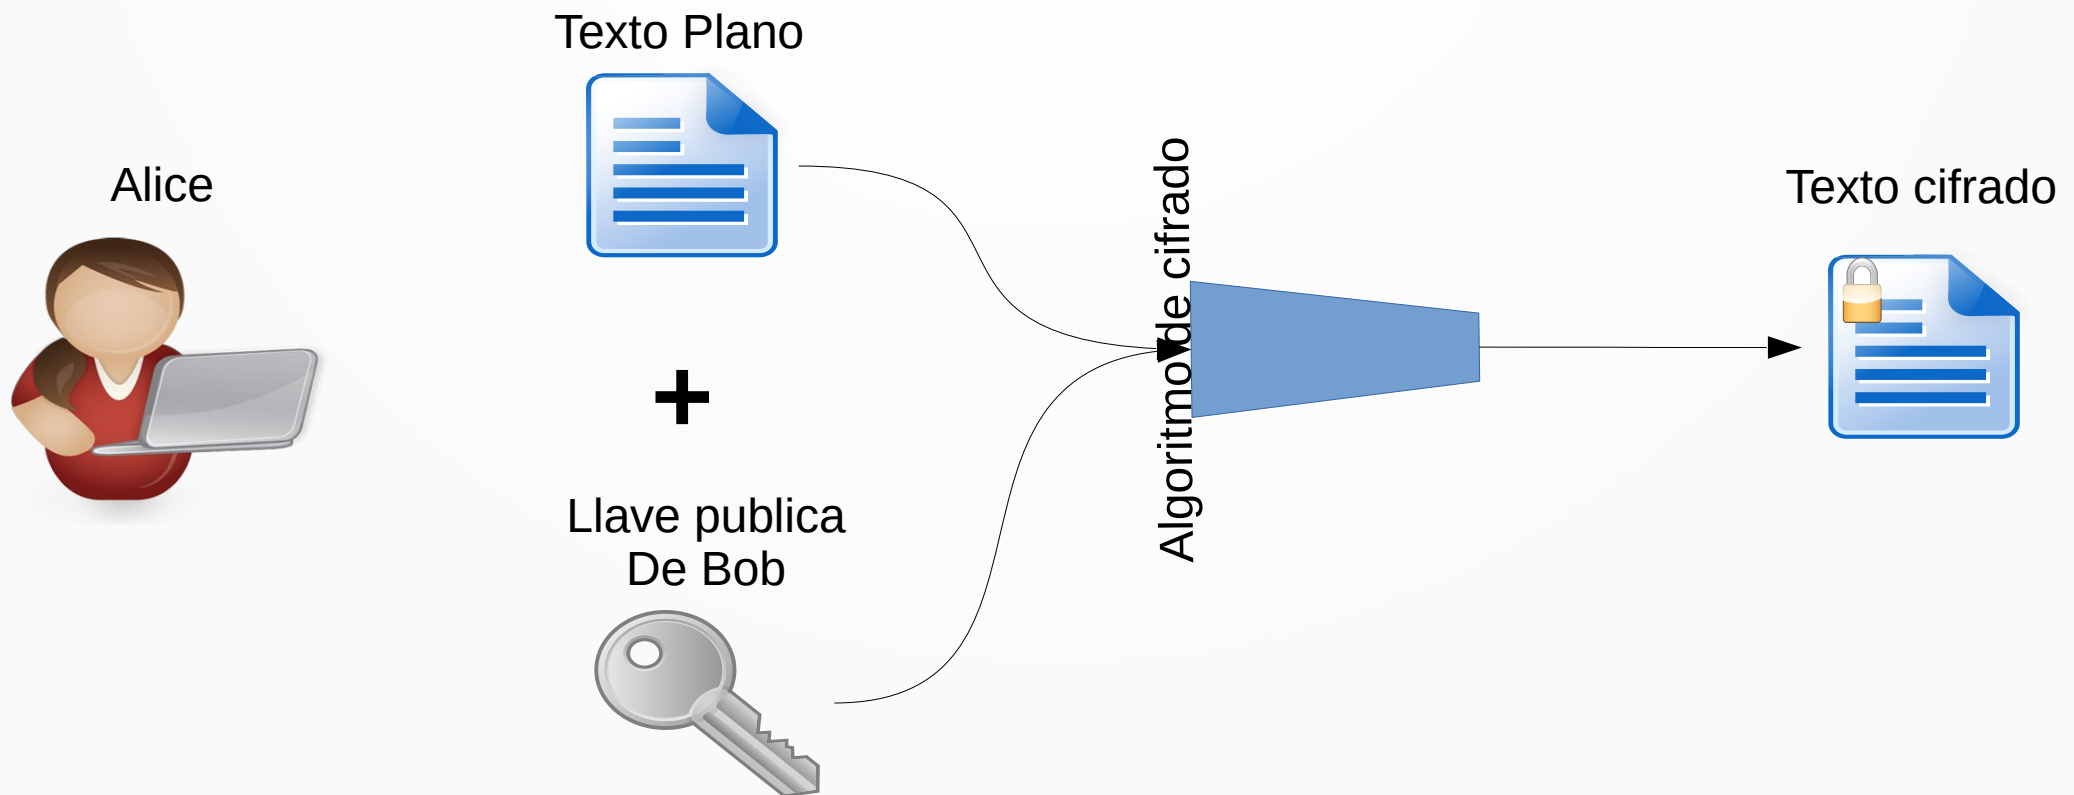 Texto Plano
Alice
Algoritmo de cifrado
Texto cifrado
+
Llave publica
De Bob